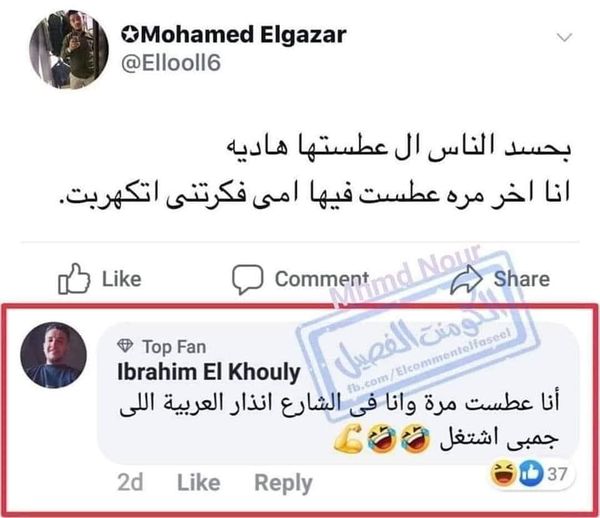 ✪Mohamed Elgazar
@Ellooll6
بحسد الناس ال عطستها هاديه
انا اخر مره عطست فيها امى فكرتنى اتكهربت.
Like Comment Share
Mhmd Nour
الكومنت الفصيل
fb.com/Elcommentelfaseel
Top Fan
Ibrahim El Khouly
أنا عطست مرة وانا فى الشارع انذار العربية اللى
جمبى اشتغل 🤣🤣💪
37
2d Like Reply